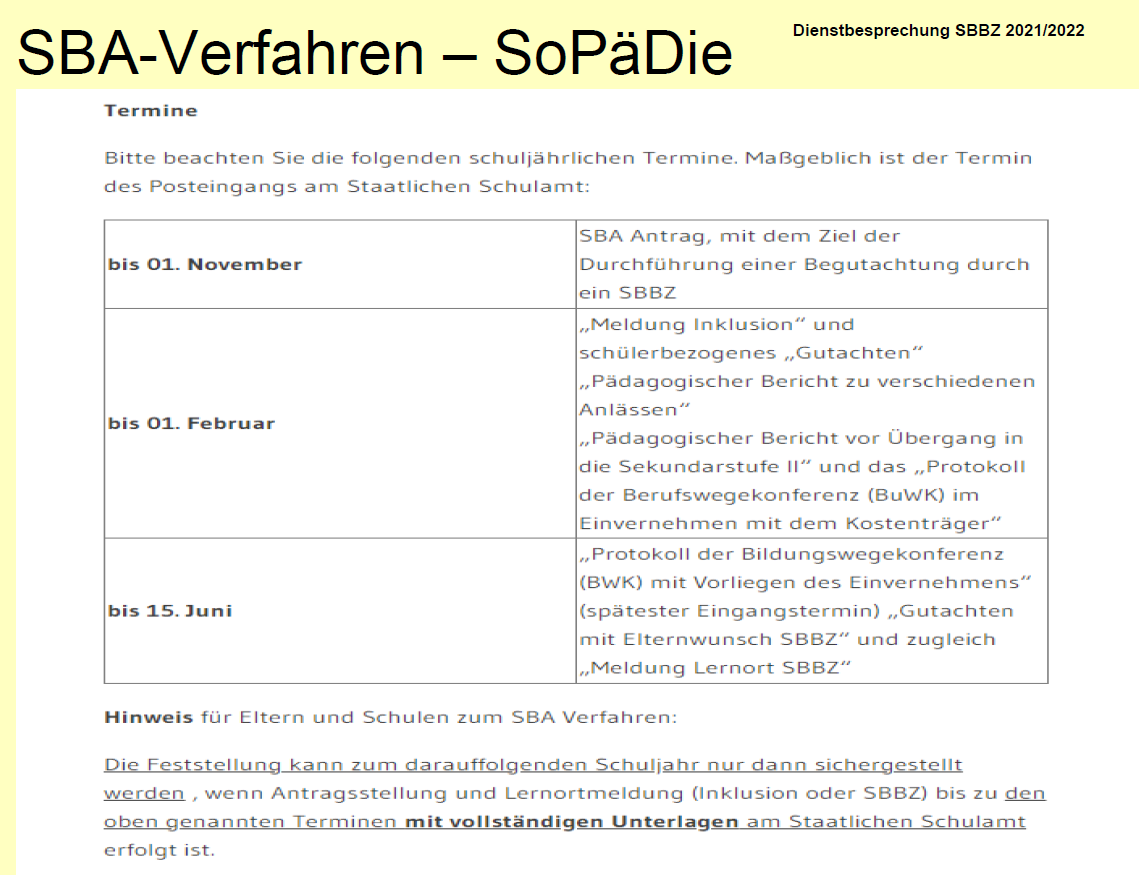 SBA-Verfahren – SoPäDie
Dienstbesprechung SBBZ 2021/2022
Termine
Bitte beachten Sie die folgenden schuljährlichen Termine. Maßgeblich ist der Termin
des Posteingangs am Staatlichen Schulamt:
bis 01. November
SBA Antrag, mit dem Ziel der
Durchführung einer Begutachtung durch
ein SBBZ
bis 01. Februar
„Meldung Inklusion“ und
schülerbezogenes „Gutachten“
„Pädagogischer Bericht zu verschiedenen
Anlässen“
„Pädagogischer Bericht vor Übergang in
die Sekundarstufe II“ und das „Protokoll
der Berufswegekonferenz (BuWK) im
Einvernehmen mit dem Kostenträger“
bis 15. Juni
„Protokoll der Bildungswegekonferenz
(BWK) mit Vorliegen des Einvernehmens“
(spätester Eingangstermin) „Gutachten
mit Elternwunsch SBBZ“ und zugleich
„Meldung Lernort SBBZ“
Hinweis für Eltern und Schulen zum SBA Verfahren:
Die Feststellung kann zum darauffolgenden Schuljahr nur dann sichergestellt
werden , wenn Antragsstellung und Lernortmeldung (Inklusion oder SBBZ) bis zu den
oben genannten Terminen mit vollständigen Unterlagen am Staatlichen Schulamt
erfolgt ist.